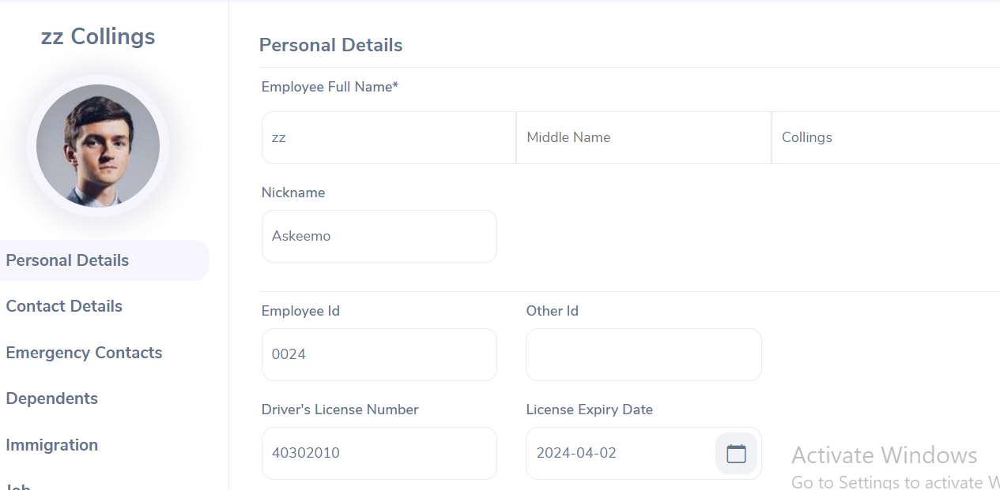 zz Collings
Personal Details
Contact Details
Emergency Contacts
Dependents
Immigration
Job
Personal Details
Employee Full Name*
zz Middle Name Collings
Nickname
Askeemo
Employee Id Other Id
0024
Driver's License Number License Expiry Date
40302010 2024-04-02
Activate Windows
Go to Settings to activate W